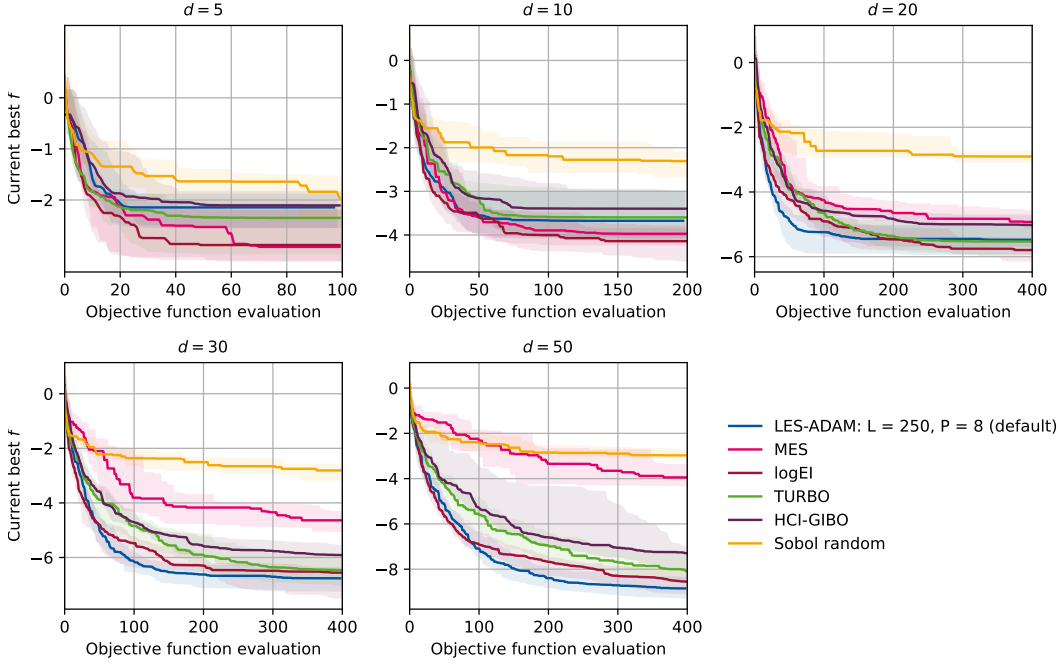 d = 5
d = 10
d = 20
Current best f
0
−1
−2
0 20 40 60 80 100
Objective function evaluation
0
−1
−2
−3
−4
0 50 100 150 200
Objective function evaluation
0
−2
−4
−6
0 100 200 300 400
Objective function evaluation
d = 30
d = 50
Current best f
0
−2
−4
−6
0 100 200 300 400
Objective function evaluation
0
−2
−4
−6
−8
0 100 200 300 400
Objective function evaluation
LES-ADAM: L = 250, P = 8 (default)
MES
logEI
TURBO
HCI-GIBO
Sobol random